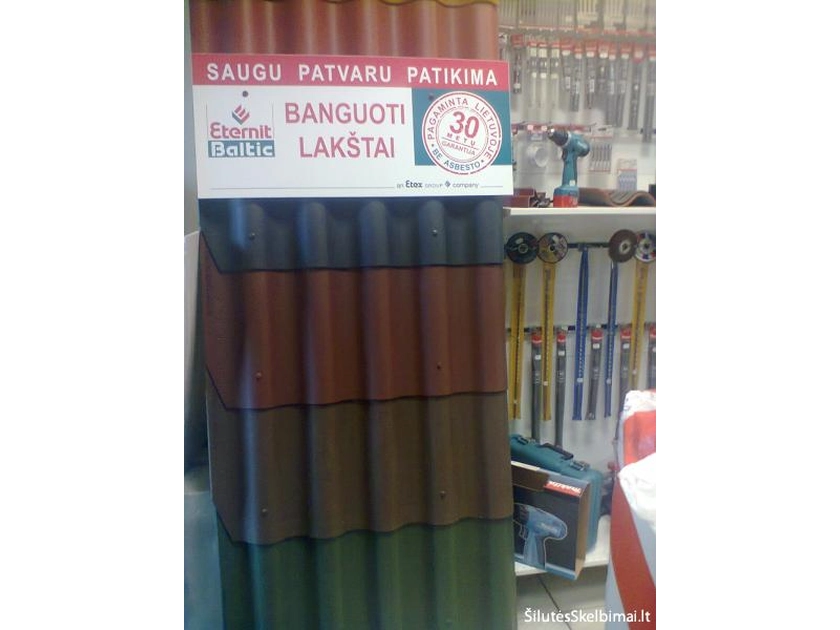 SAUGU PATVARU PATIKIMA
Eternit
Baltic
BANGUOTI
LAKŠTAI
PAGAMINTA LIETUVOJE
30
METŲ
GARANTIJA
BE ASBESTO
an Etex GROUP company
makita
ŠilutėsSkelbimai.lt